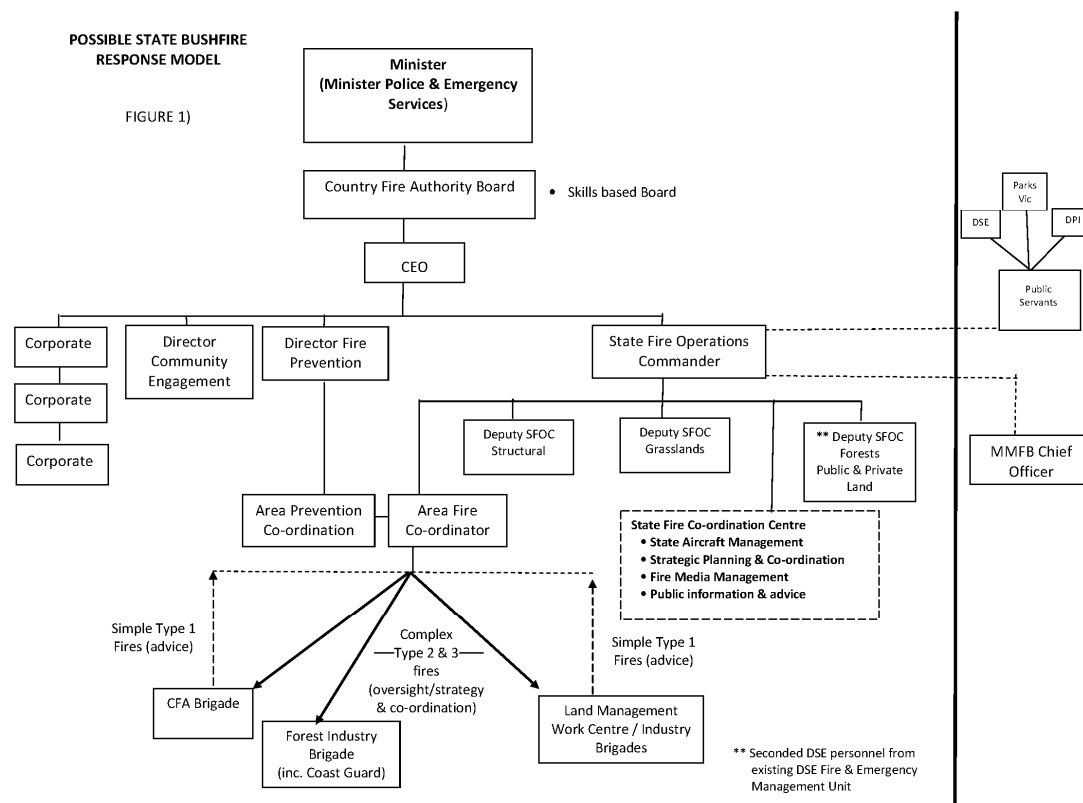 POSSIBLE STATE BUSHFIRE
RESPONSE MODEL
FIGURE 1)
Minister
(Minister Police & Emergency
Services)
Country Fire Authority Board
• Skills based Board
CEO
Parks
Vic
DSE
DPI
Public
Servants
Corporate
Corporate
Corporate
Director
Community
Engagement
Director Fire
Prevention
State Fire Operations
Commander
Deputy SFOC
Structural
Deputy SFOC
Grasslands
** Deputy SFOC
Forests
Public & Private
Land
MMFB Chief
Officer
Area Prevention
Co-ordination
Area Fire
Co-ordinator
State Fire Co-ordination Centre
• State Aircraft Management
• Strategic Planning & Co-ordination
• Fire Media Management
• Public information & advice
Simple Type 1
Fires (advice)
Complex
Type 2 & 3
fires
(oversight/strategy
& co-ordination)
Simple Type 1
Fires (advice)
CFA Brigade
Forest Industry
Brigade
(inc. Coast Guard)
Land Management
Work Centre / Industry
Brigades
** Seconded DSE personnel from
existing DSE Fire & Emergency
Management Unit